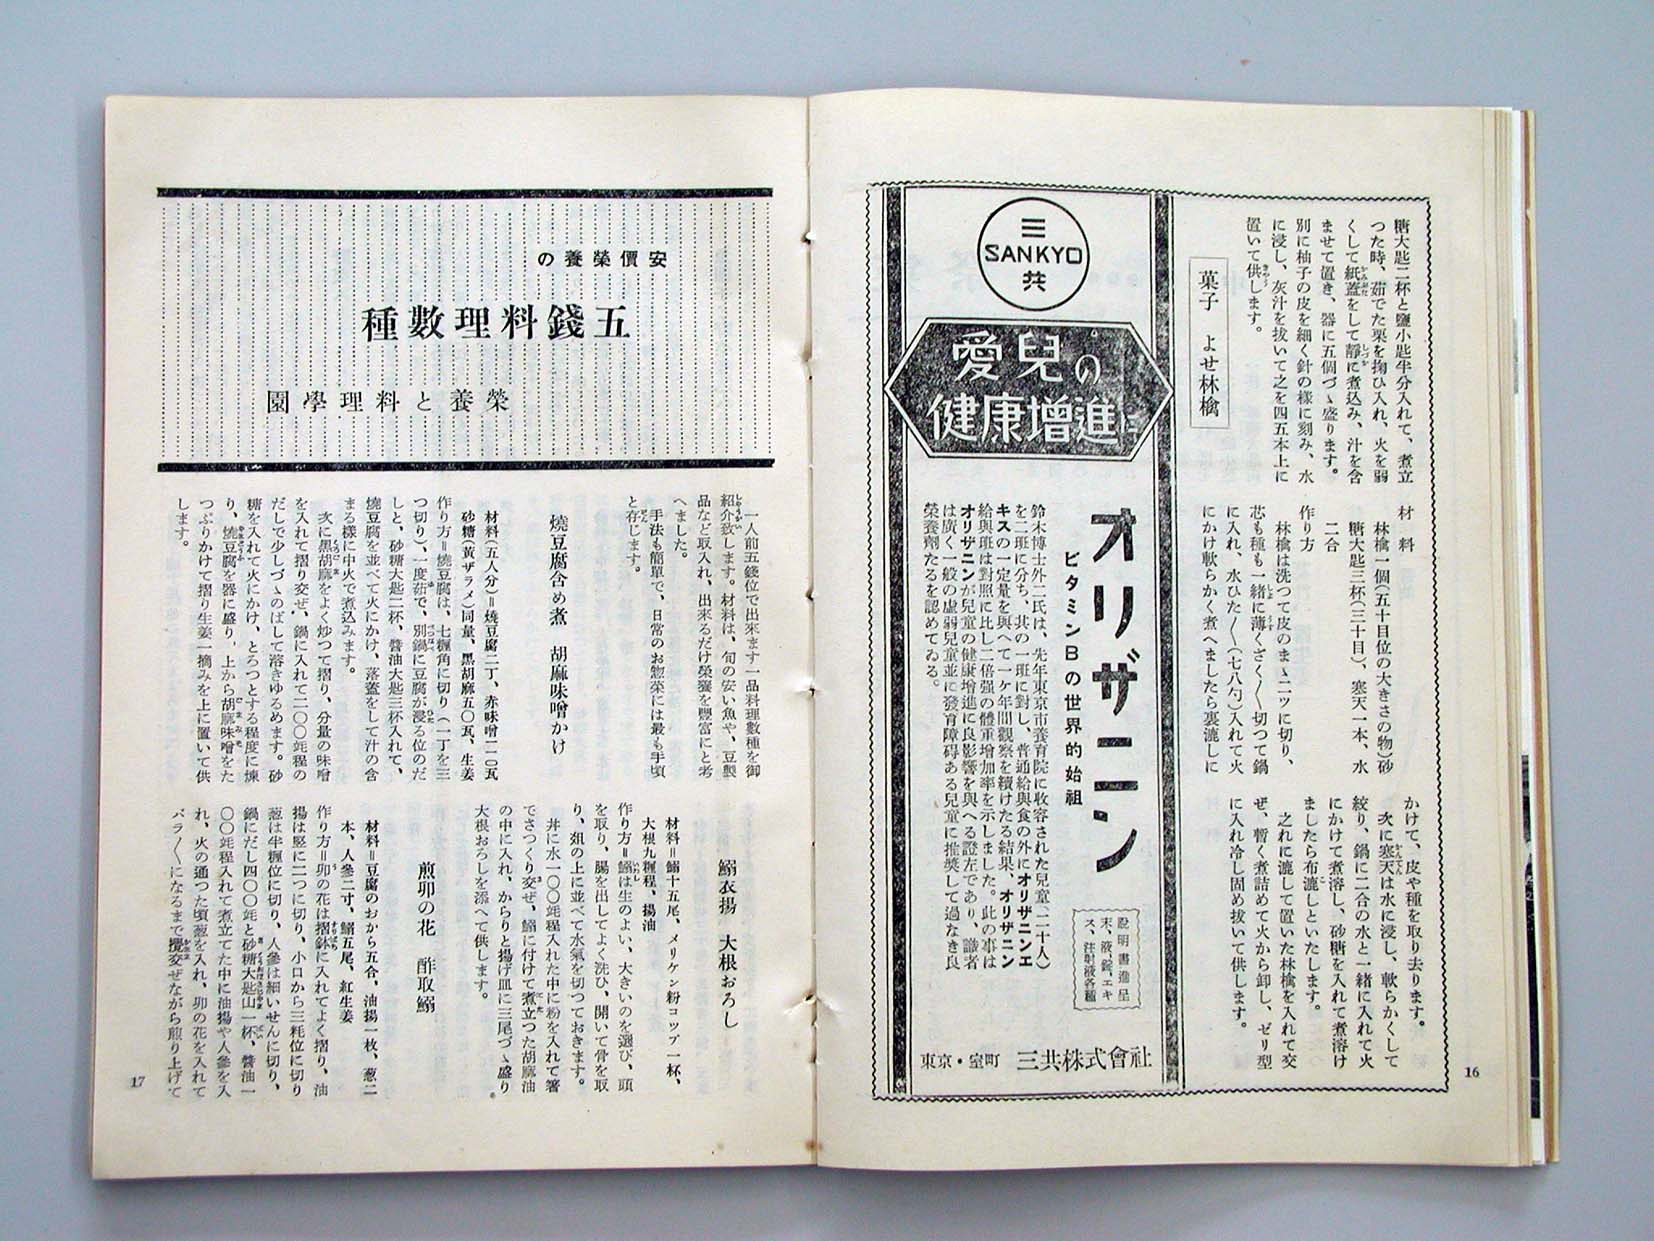 糖大匙二杯と鹽小匙半分入れて、煮立
つた時、茹でた栗を掬ひ入れ、火を弱
くして紙蓋をして靜に煮込み、汁を含
ませて置き、器に五個づゝ盛ります。
別に柚子の皮を細く針の樣に刻み、水
に浸し、灰汁を拔いて之を四五本上に
置いて供します。
菓子　よせ林檎
材料
林檎一個(五十目位の大きさの物)砂
糖大匙三杯(三十目)、寒天一本、水
二合
作り方
林檎は洗つて皮のまゝ二ツに切り、
芯も種も一緒に薄くざく〱切つて鍋
に入れ、水ひた〱(七八勺)入れて火
にかけ軟らかく煮へましたら裏漉しに
かけて、皮や種を取り去ります。
次に寒天は水に浸し、軟らかくして
絞り、鍋に二合の水と一緒に入れて火
にかけて煮溶し、砂糖を入れて煮溶け
ましたら布漉しといたします。
之れに漉して置いた林檎を入れて交
ぜ、暫く煮詰めて火から卸し、ゼリ型
に入れ冷し固め拔いて供します。
三
SANKYO
共
愛兒の
健康增進に
オリザニン
ビタミンBの世界的始祖
說明書進呈
末、液、錠、エキ
ス、注射液各種
鈴木博士外二氏は、先年東京市養育院に收容された兒童(二十人)
を二班に分ち、其の一班に對し、普通給與食の外にオリザニンエ
キスの一定量を與へて一ケ年間觀察を續けたる結果、オリザニン
給與班は對照に比し二倍强の體重增加率を示しました。此の事は
オリザニンが兒童の健康增進に良影響を與へる證左であり、識者
は廣く一般の虛弱兒童並に發育障碍ある兒童に推奬して過なき良
榮養劑たるを認めてゐる。
東京・室町　三共株式會社
16
安價榮養の
五錢料理數種
榮養と料理學園
一人前五錢位で出來ます一品料理數種を御
紹介致します。材料は、旬の安い魚や、豆製
品など取入れ、出來るだけ榮養を豐富にと考
へました。
手法も簡單で、日常のお惣菜には最も手頃
と存じます。
燒豆腐含め煮　胡麻味噌かけ
材料(五人分)＝燒豆腐二丁、赤味噌一一〇瓦
砂糖(黃ザラメ)同量、黑胡麻五〇瓦、生姜
作り方＝燒豆腐は、七糎角に切り(一丁を三
つ切り)、一度茹で、別鍋に豆腐が浸る位のだ
しと、砂糖大匙二杯、醬油大匙三杯入れて、
燒豆腐を並べて火にかけ、落蓋をして汁の含
まる樣に中火で煮込みます。
次に黑胡麻をよく炒つて摺り、分量の味噌
を入れて摺り交ぜ、鍋に入れて二〇〇竓程の
だしで少しづゝのばして溶きゆるめます。砂
糖を入れて火にかけ、とろつとする程度に煉
り、燒豆腐を器に盛り、上から胡麻味噌をた
つぷりかけて摺り生姜一摘みを上に置いて供
します。
鰯衣揚　大根おろし
材料＝鰯十五尾、メリケン粉コツプ一杯、
大根九糎程、揚油
作り方＝鰯は生のよい、大きいのを選び、頭
を取り、腸を出してよく洗ひ、開いて骨を取
り、俎の上に並べて水氣を切つておきます。
丼に水一〇〇竓程入れた中に粉を入れて箸
でさつくり交ぜ、鰯に付けて煮立つた胡麻油
の中に入れ、からりと揚げ皿に三尾づゝ盛り
大根おろしを添へて供します。
煎卯の花　酢取鰯
材料＝豆腐のおから五合、油揚一枚、葱二
本、人參二寸、鰯五尾、紅生姜
作り方＝卯の花は摺鉢に入れてよく摺り、油
揚は竪に二つに切り、小口から三粍位に切り
葱は半糎位に切り、人參は細いせんに切り、
鍋にだし四〇〇竓と砂糖大匙山一杯、醬油一
〇〇竓程入れて煮立てた中に油揚や人參を入
れ、火の通つた頃葱を入れ、卯の花を入れて
バラ〱になるまで攪交ぜながら煎り上げて
17